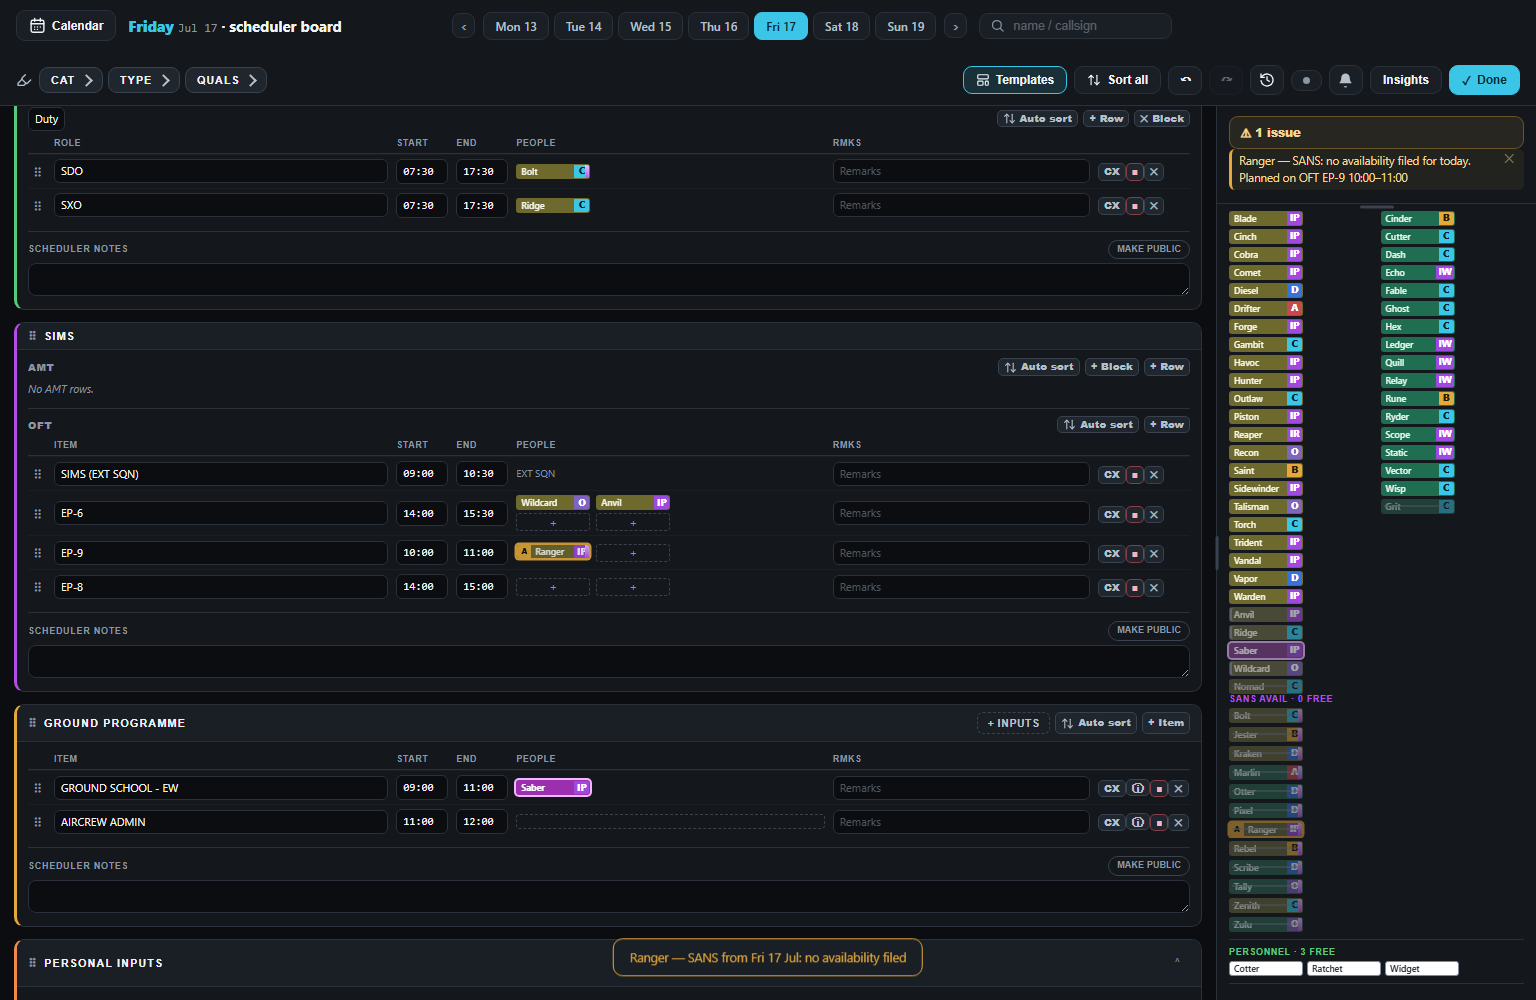 Calendar
Friday Jul 17 · scheduler board
‹ Mon 13 Tue 14 Wed 15 Thu 16 Fri 17 Sat 18 Sun 19 ›
name / callsign
CAT TYPE QUALS
Templates Sort all Insights ✓ Done
Duty
Auto sort + Row × Block
ROLE START END PEOPLE RMKS
SDO 07:30 17:30 Bolt C Remarks CX
SXO 07:30 17:30 Ridge C Remarks CX
SCHEDULER NOTES MAKE PUBLIC
SIMS
AMT Auto sort + Block + Row
No AMT rows.
OFT Auto sort + Row
ITEM START END PEOPLE RMKS
SIMS (EXT SQN) 09:00 10:30 EXT SQN Remarks CX
EP-6 14:00 15:30 Wildcard O Anvil IP + + Remarks CX
EP-9 10:00 11:00 A Ranger IP + Remarks CX
EP-8 14:00 15:00 + + Remarks CX
SCHEDULER NOTES MAKE PUBLIC
GROUND PROGRAMME + INPUTS Auto sort + Item
ITEM START END PEOPLE RMKS
GROUND SCHOOL - EW 09:00 11:00 Saber IP Remarks CX
AIRCREW ADMIN 11:00 12:00 Remarks CX
SCHEDULER NOTES MAKE PUBLIC
PERSONAL INPUTS
Ranger — SANS from Fri 17 Jul: no availability filed
⚠ 1 issue
Ranger — SANS: no availability filed for today.
Planned on OFT EP-9 10:00–11:00
Blade IP
Cinch IP
Cobra IP
Comet IP
Diesel D
Drifter A
Forge IP
Gambit C
Havoc IP
Hunter IP
Outlaw C
Piston IP
Reaper IR
Recon O
Saint B
Sidewinder IP
Talisman O
Torch C
Trident IP
Vandal IP
Vapor D
Warden IP
Anvil IP
Ridge C
Saber IP
Wildcard O
Nomad C
Cinder B
Cutter C
Dash C
Echo IW
Fable C
Ghost C
Hex C
Ledger IW
Quill IW
Relay IW
Rune B
Ryder C
Scope IW
Static IW
Vector C
Wisp C
Grit C
SANS AVAIL · 0 FREE
Bolt C
Jester B
Kraken D
Marlin A
Otter D
Pixel D
A Ranger IP
Rebel B
Scribe D
Tally O
Zenith C
Zulu O
PERSONNEL · 3 FREE
Cotter Ratchet Widget